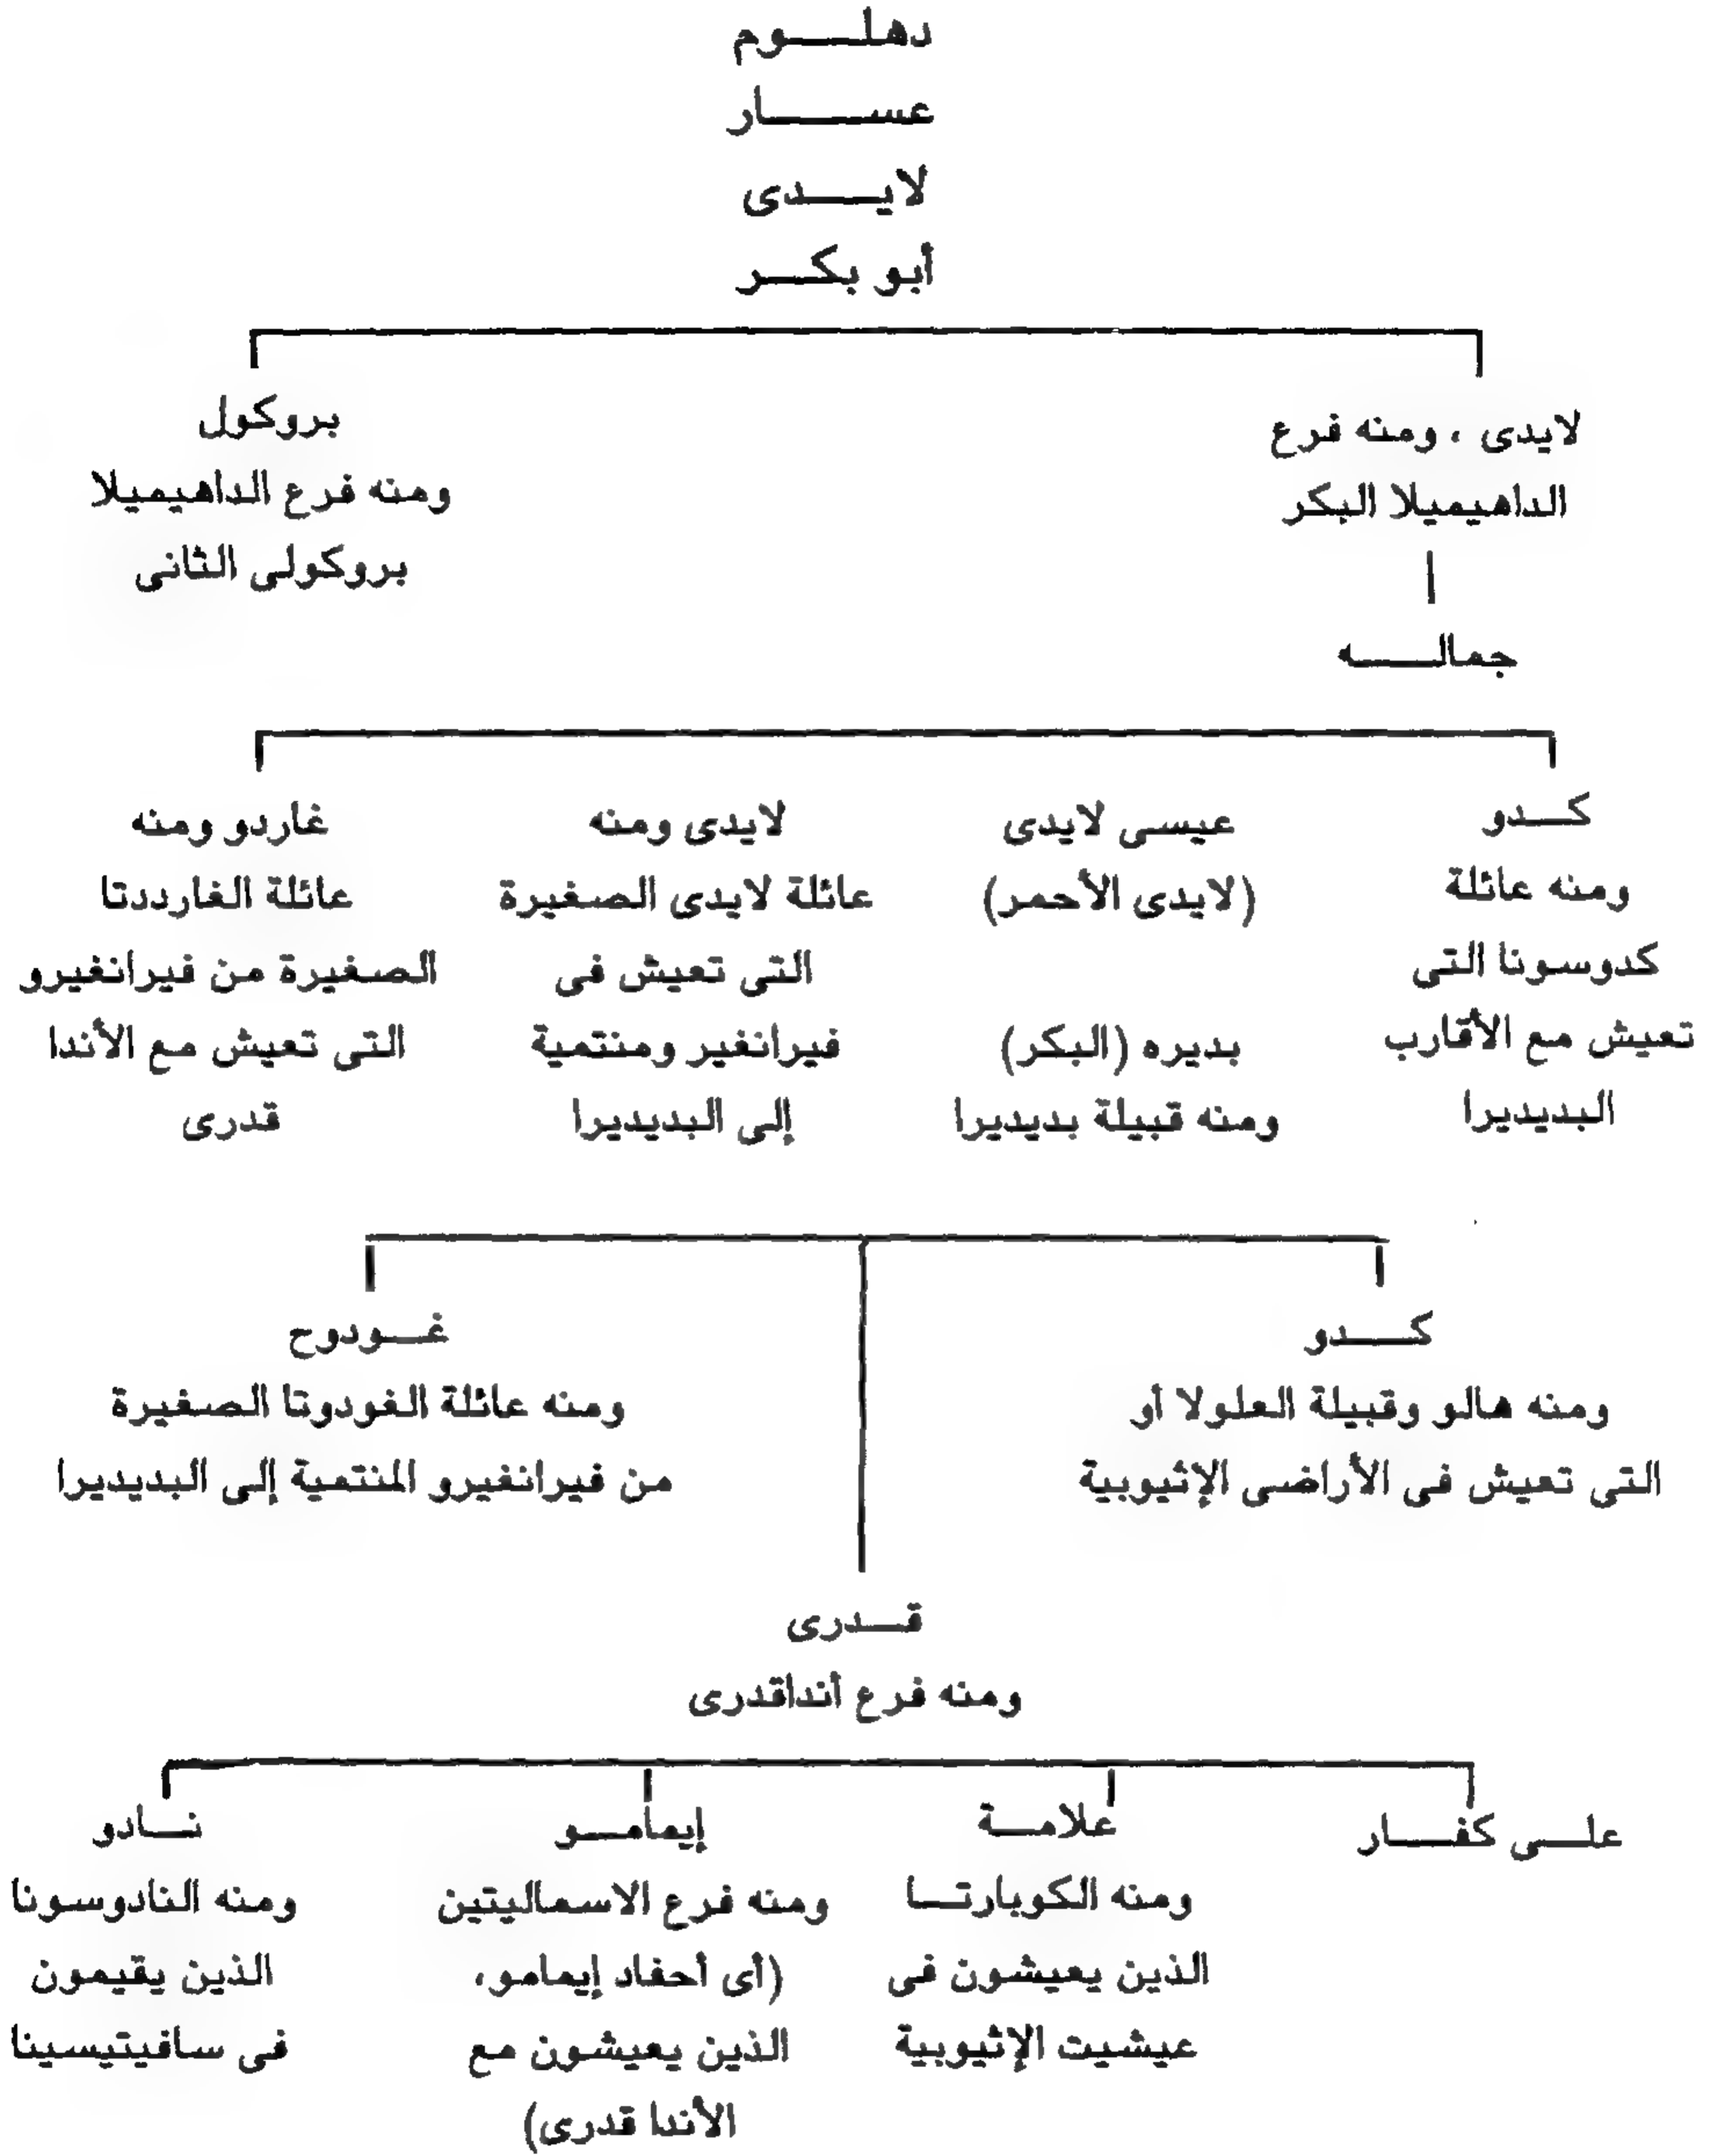 دهلوم
عسار
لايدى
أبو بكر
لايدى ، ومنه فرع
الداهيميلا البكر
بروكول
ومنه فرع الداهيميلا
بروكولى الثانى
جماله
كدو
ومنه عائلة
كدوسونا التى
تعيش مع الأقارب
البديديرا
عيسى لايدى
(لايدى الأحمر)
بديره (البكر)
ومنه قبيلة بديديرا
لايدى ومنه
عائلة لايدى الصغيرة
التى تعيش فى
فيرانغير ومنتمية
إلى البديديرا
غاردو ومنه
عائلة الغارددتا
الصغيرة من فيرانغيرو
التى تعيش مع الأندا
قدرى
كدو
ومنه هالو وقبيلة العلولا أو
التى تعيش فى الأراضى الإثيوبية
غودوح
ومنه عائلة الغودوتا الصغيرة
من فيرانغيرو المنتمية إلى البديديرا
قدرى
ومنه فرع أنداقدرى
على كفار
علامة
ومنه الكوبارتا
الذين يعيشون فى
عيشيت الإثيوبية
إيمامو
ومنه فرع الاسماليتين
(أى أحفاد إيمامو،
الذين يعيشون مع
الأندا قدرى)
نادو
ومنه النادوسونا
الذين يقيمون
فى سافيتيسينا